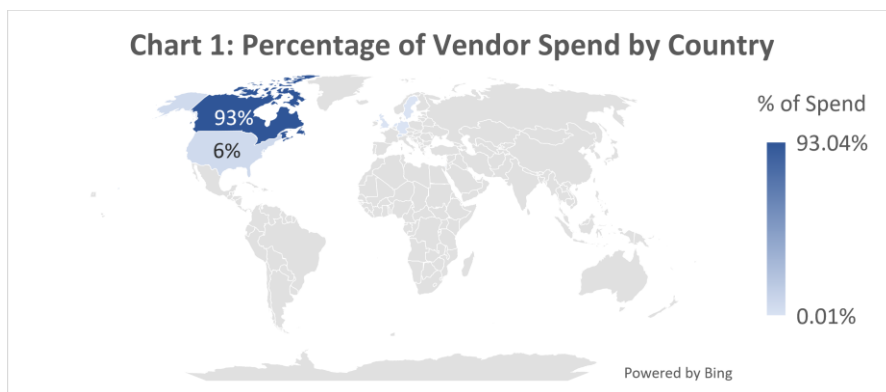 Chart 1: Percentage of Vendor Spend by Country
% of Spend
93%
93.04%
6%
0.01%
Powered by Bing